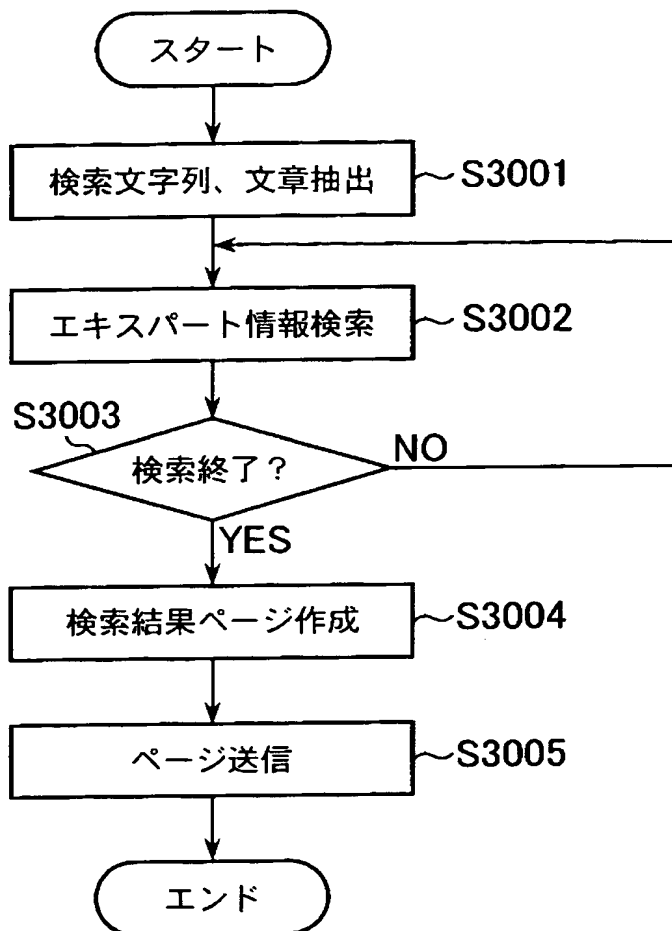 スタート
検索文字列、文章抽出
S3001
エキスパート情報検索
S3002
S3003
検索終了？
NO
YES
検索結果ページ作成
S3004
ページ送信
S3005
エンド